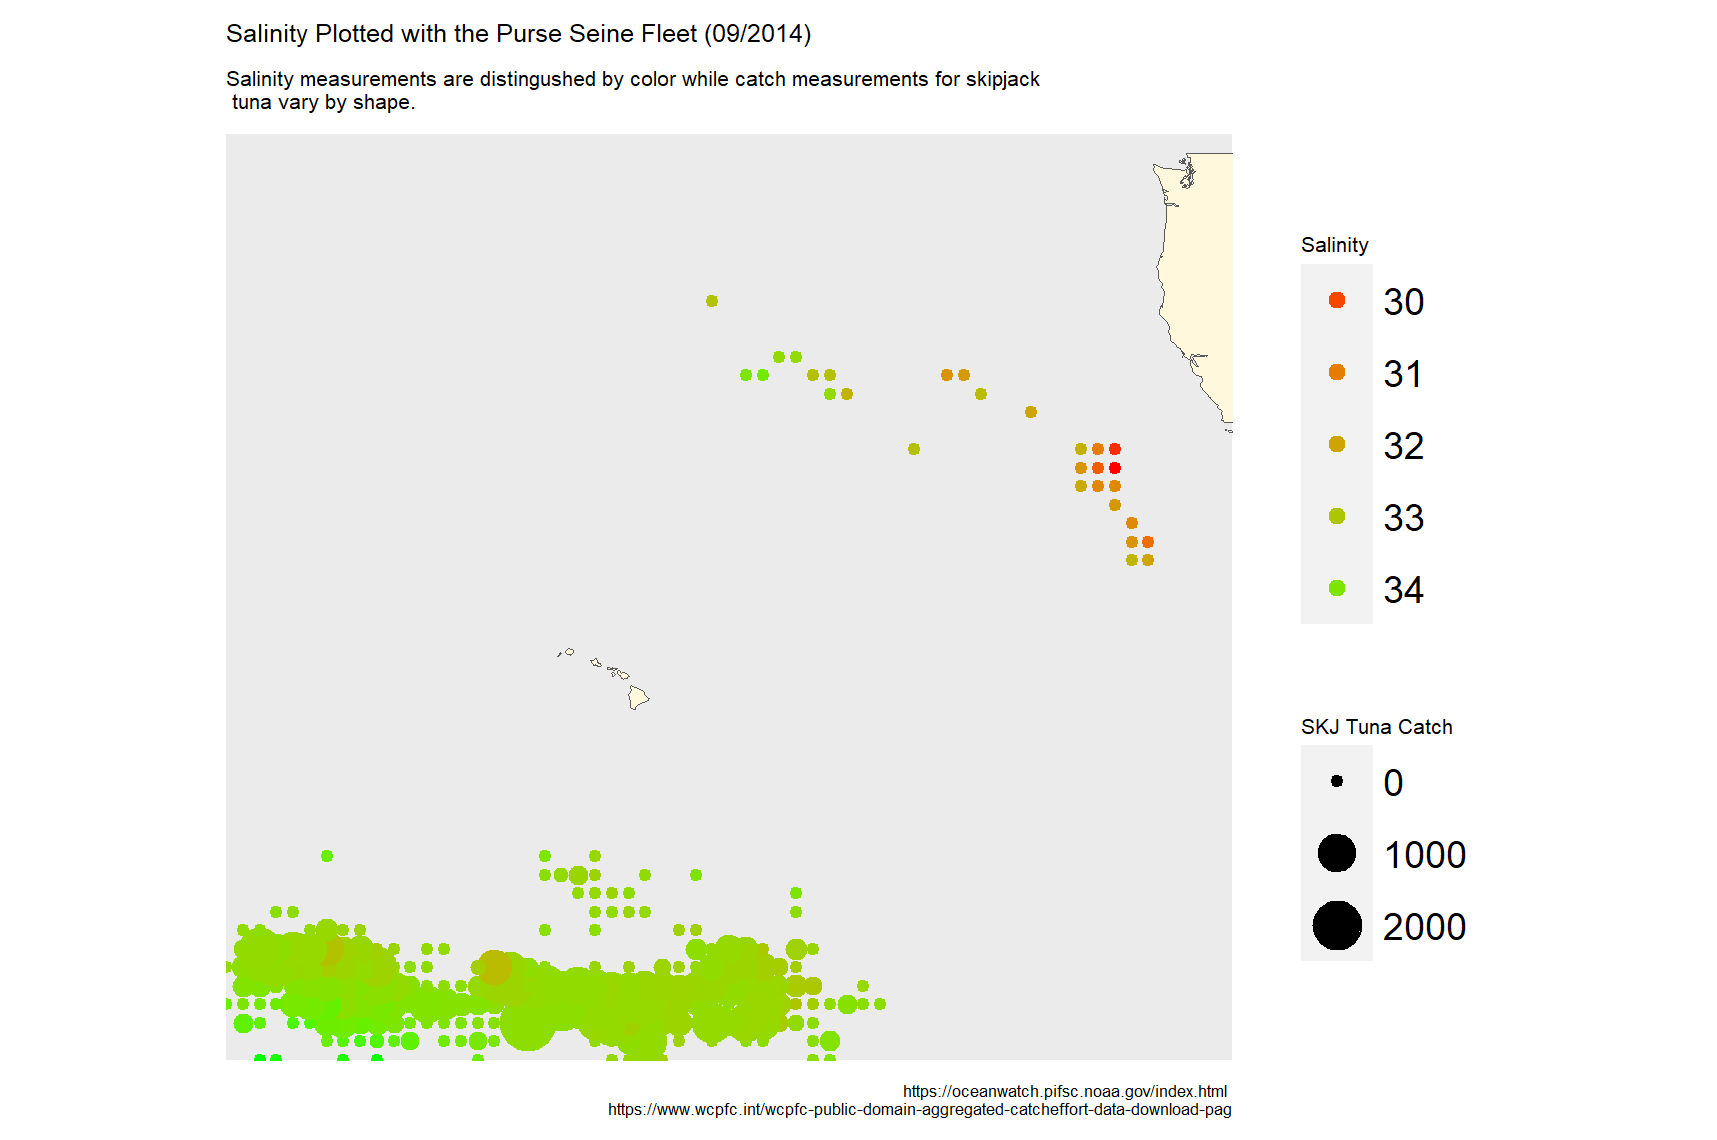 Salinity Plotted with the Purse Seine Fleet (09/2014)
Salinity measurements are distingushed by color while catch measurements for skipjack
tuna vary by shape.
Salinity
30
31
32
33
34
SKJ Tuna Catch
0
1000
2000
https://oceanwatch.pifsc.noaa.gov/index.html
https://www.wcpfc.int/wcpfc-public-domain-aggregated-catcheffort-data-download-pag